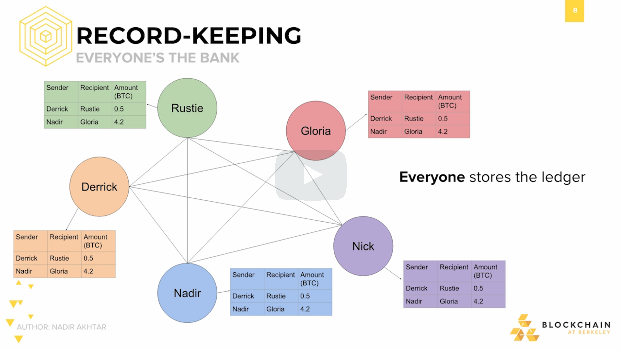 8
RECORD-KEEPING
EVERYONE'S THE BANK
Sender Recipient Amount (BTC)
Derrick Rustie 0.5
Nadir Gloria 4.2
Rustie
Sender Recipient Amount (BTC)
Derrick Rustie 0.5
Nadir Gloria 4.2
Gloria
Everyone stores the ledger
Derrick
Sender Recipient Amount (BTC)
Derrick Rustie 0.5
Nadir Gloria 4.2
Nick
Sender Recipient Amount (BTC)
Derrick Rustie 0.5
Nadir Gloria 4.2
Nadir
Sender Recipient Amount (BTC)
Derrick Rustie 0.5
Nadir Gloria 4.2
AUTHOR: NADIR AKHTAR
BLOCKCHAIN
AT BERKELEY